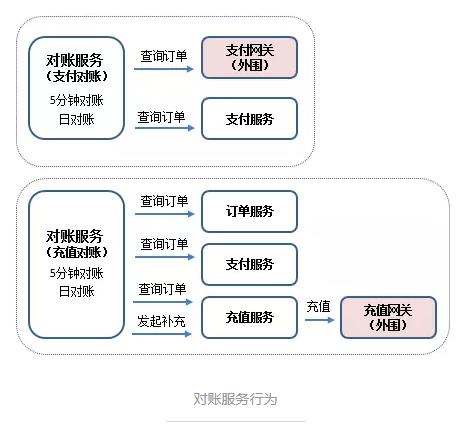 对账服务
（支付对账）
5分钟对账
日对账
查询订单
支付网关
（外围）
查询订单
支付服务
对账服务
（充值对账）
5分钟对账
日对账
查询订单
订单服务
查询订单
支付服务
查询订单
发起补充
充值服务
充值
充值网关
（外围）
对账服务行为